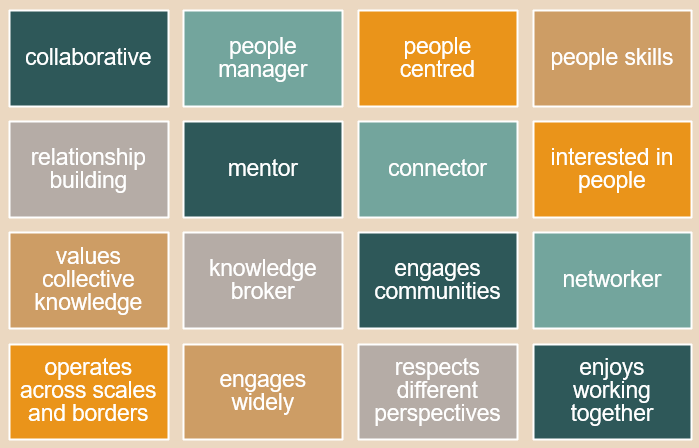 collaborative
people
manager
people
centred
people skills
relationship
building
mentor
connector
interested in
people
values
collective
knowledge
knowledge
broker
engages
communities
networker
operates
across scales
and borders
engages
widely
respects
different
perspectives
enjoys
working
together